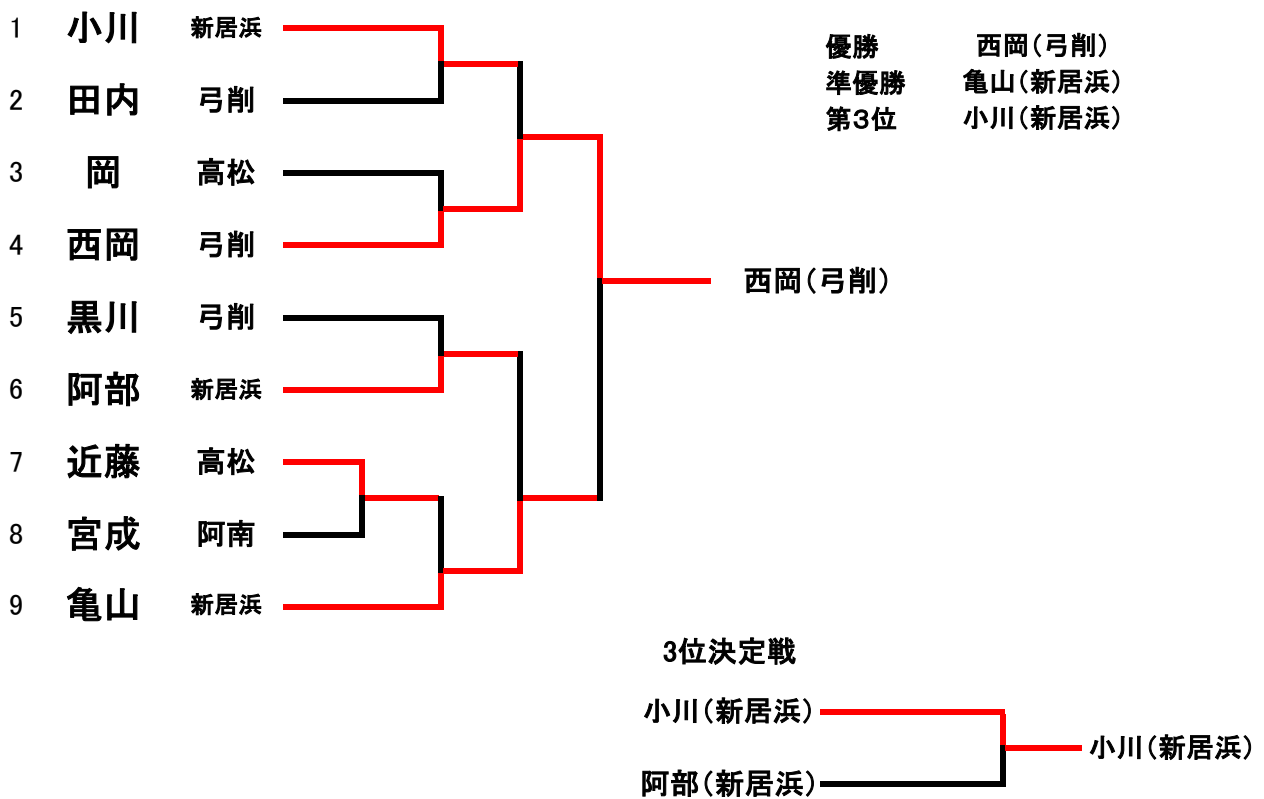 1 小川 新居浜
2 田内 弓削
3 岡 高松
4 西岡 弓削
5 黒川 弓削
6 阿部 新居浜
7 近藤 高松
8 宮成 阿南
9 亀山 新居浜
優勝 西岡(弓削)
準優勝 亀山(新居浜)
第3位 小川(新居浜)
西岡(弓削)
3位決定戦
小川(新居浜)
阿部(新居浜)
小川(新居浜)